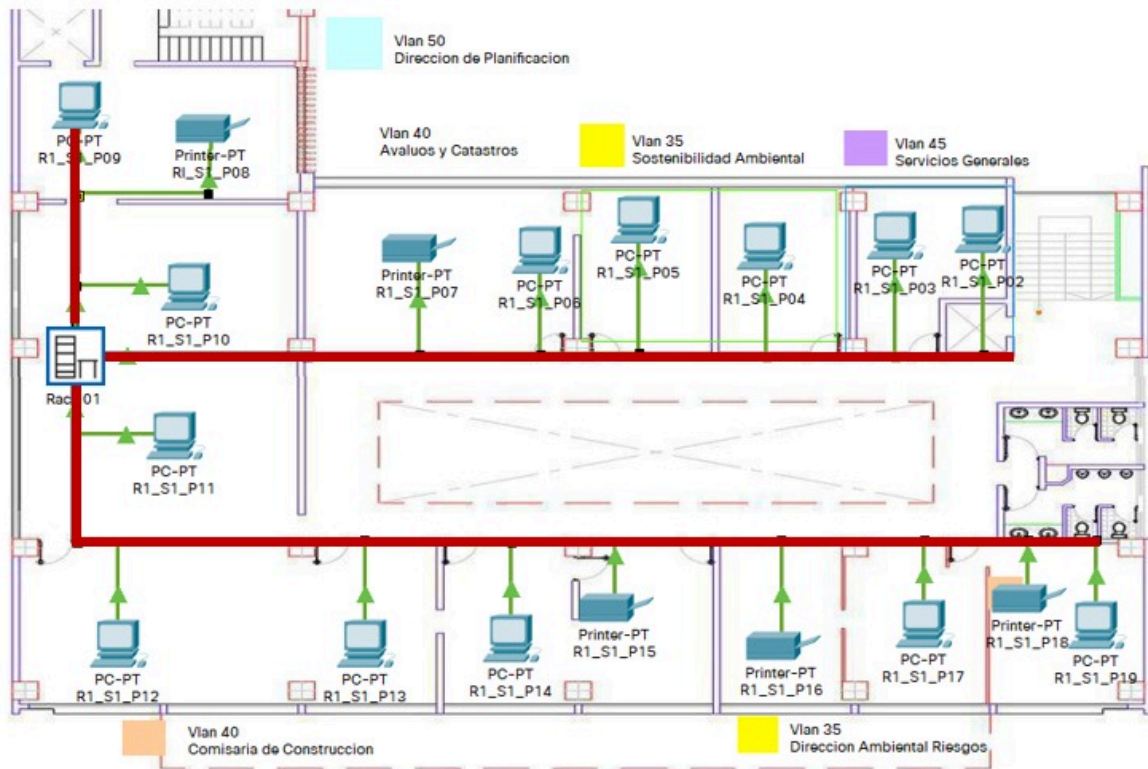 Vlan 50
Direccion de Planificacion
Vlan 40
Avaluos y Catastros
Vlan 35
Sostenibilidad Ambiental
Vlan 45
Servicios Generales
PC-PT
R1_S1_P09
Printer-PT
RI_S1_P08
Printer-PT
R1_S1_P07
PC-PT
R1_S1_P06
PC-PT
R1_S1_P05
PC-PT
R1_S1_P04
PC-PT
R1_S1_P03
PC-PT
R1_S1_P02
PC-PT
R1_S1_P10
01
PC-PT
R1_S1_P11
PC-PT
R1_S1_P12
PC-PT
R1_S1_P13
PC-PT
R1_S1_P14
Printer-PT
R1_S1_P15
Printer-PT
R1_S1_P16
PC-PT
R1_S1_P17
Printer-PT
R1_S1_P18
PC-PT
R1_S1_P19
Vlan 40
Comisaria de Construccion
Vlan 35
Direccion Ambiental Riesgos